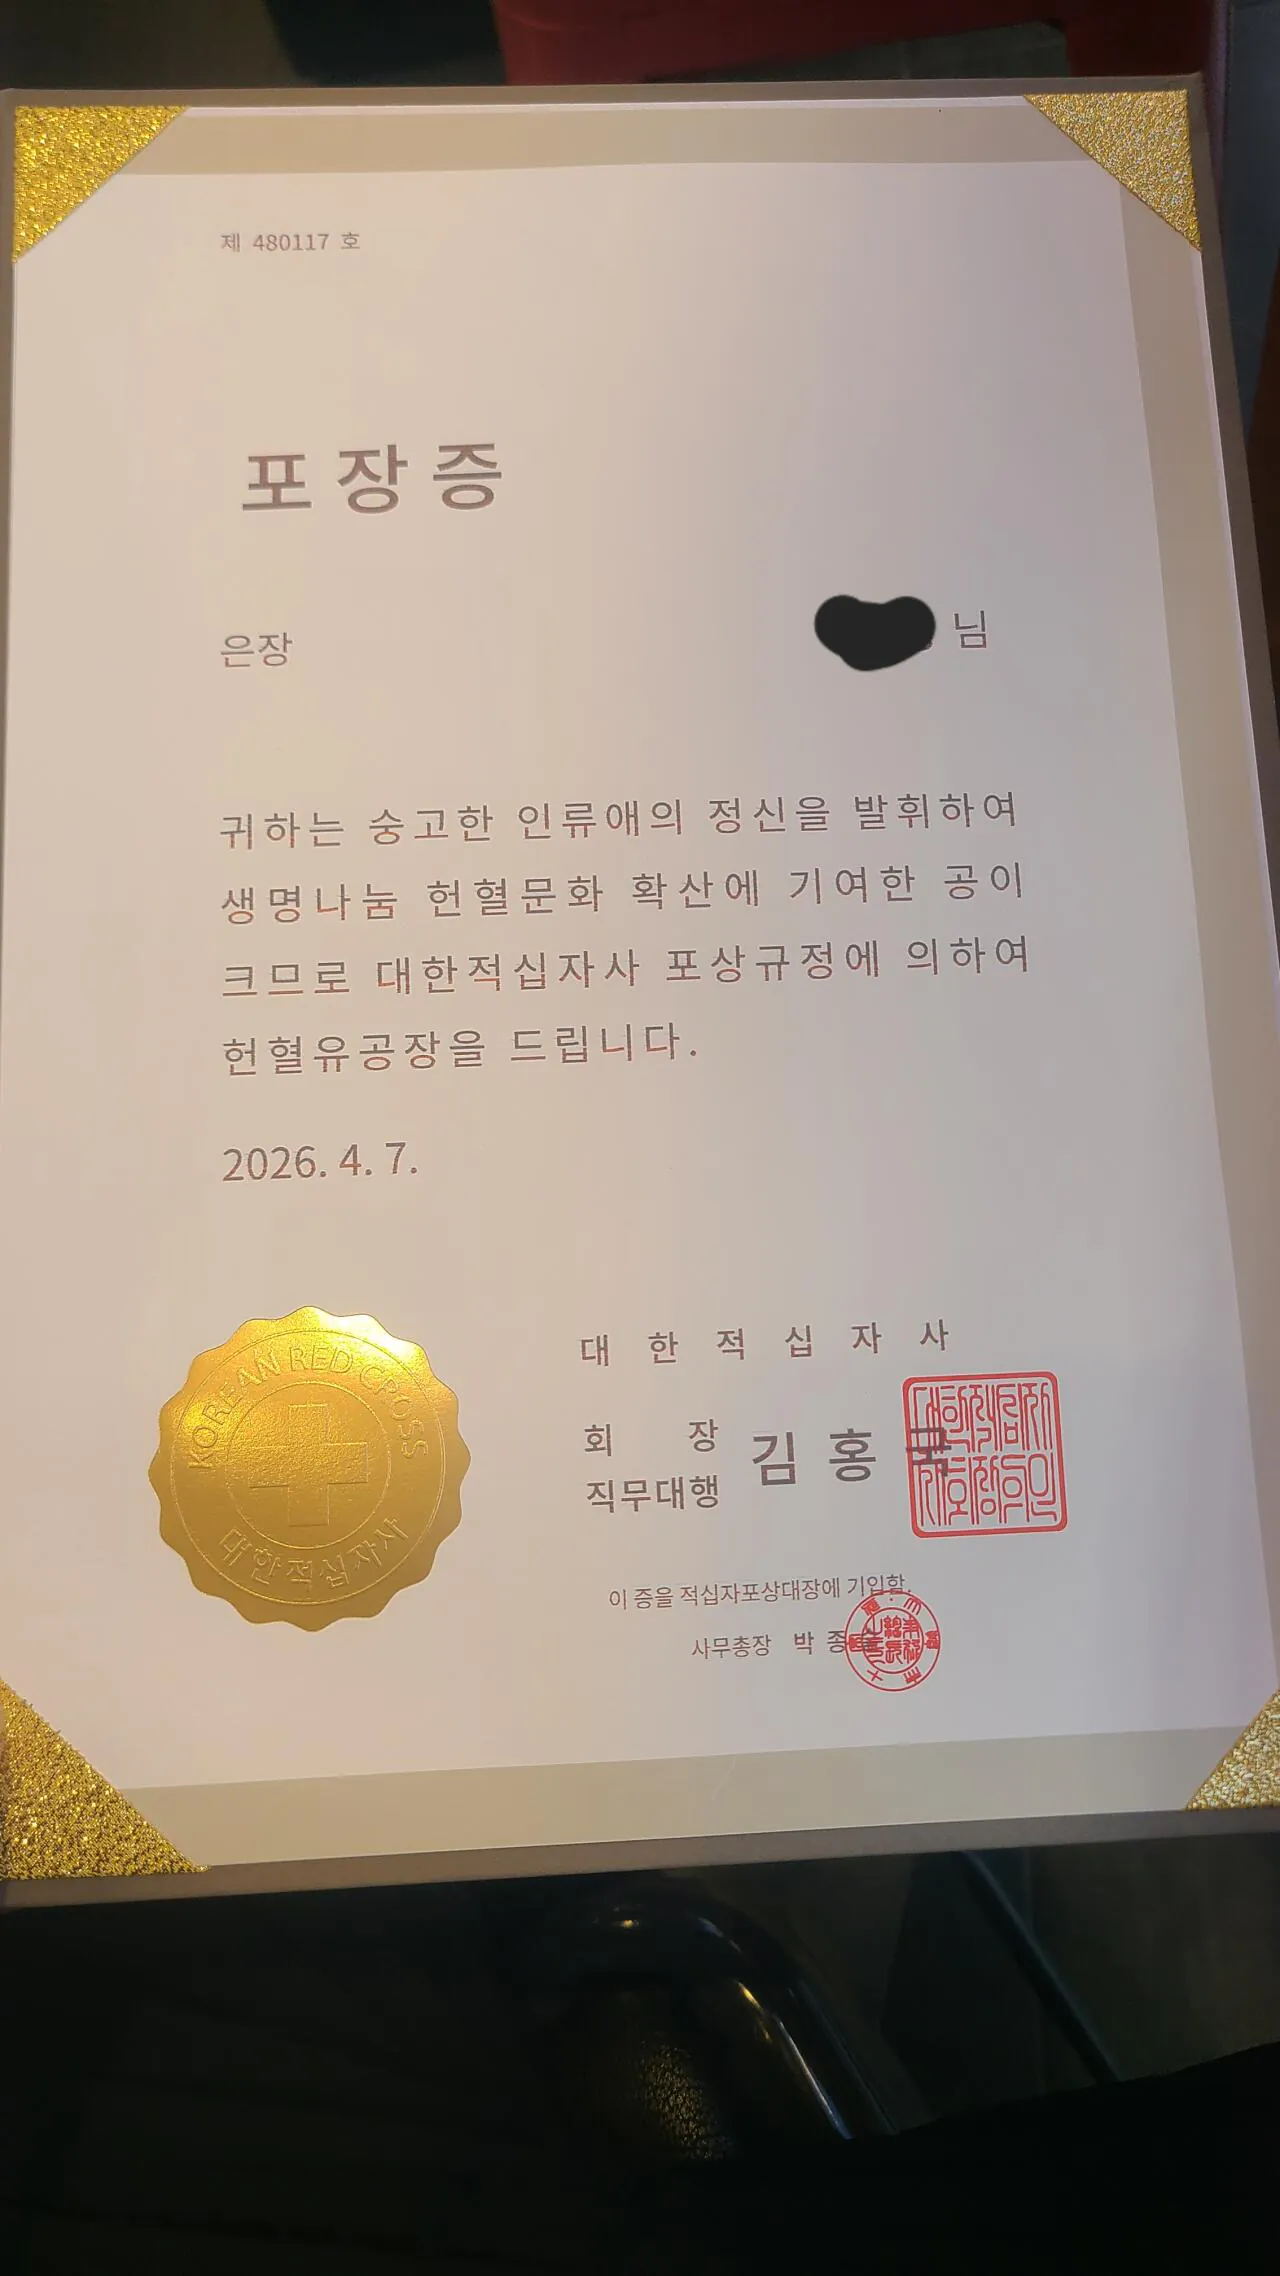 제 480117 호
포장증
은장
님
귀하는 숭고한 인류애의 정신을 발휘하여
생명나눔 헌혈문화 확산에 기여한 공이
크므로 대한적십자사 포상규정에 의하여
헌혈유공장을 드립니다.
2026. 4. 7.
KOREAN RED CROSS
대한적십자사
대한적십자사
회장
직무대행
김홍국
이 증을 적십자포상대장에 기입함.
사무총장 박종